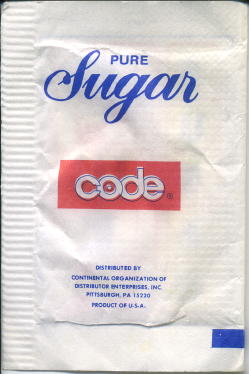 PURE
Sugar
code ®
DISTRIBUTED BY
CONTINENTAL ORGANIZATION OF
DISTRIBUTOR ENTERPRISES, INC.
PITTSBURGH, PA 15220
PRODUCT OF U.S.A.